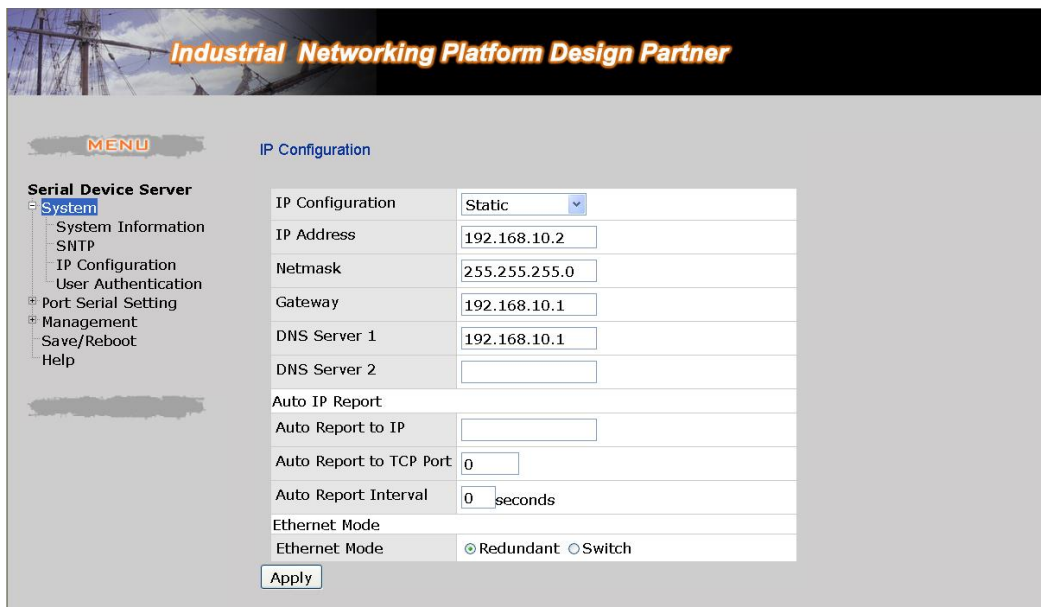 Industrial Networking Platform Design Partner
MENU
Serial Device Server
System
System Information
SNTP
IP Configuration
User Authentication
Port Serial Setting
Management
Save/Reboot
Help
IP Configuration
IP Configuration Static
IP Address 192.168.10.2
Netmask 255.255.255.0
Gateway 192.168.10.1
DNS Server 1 192.168.10.1
DNS Server 2
Auto IP Report
Auto Report to IP
Auto Report to TCP Port 0
Auto Report Interval 0 seconds
Ethernet Mode
Ethernet Mode Redundant Switch
Apply